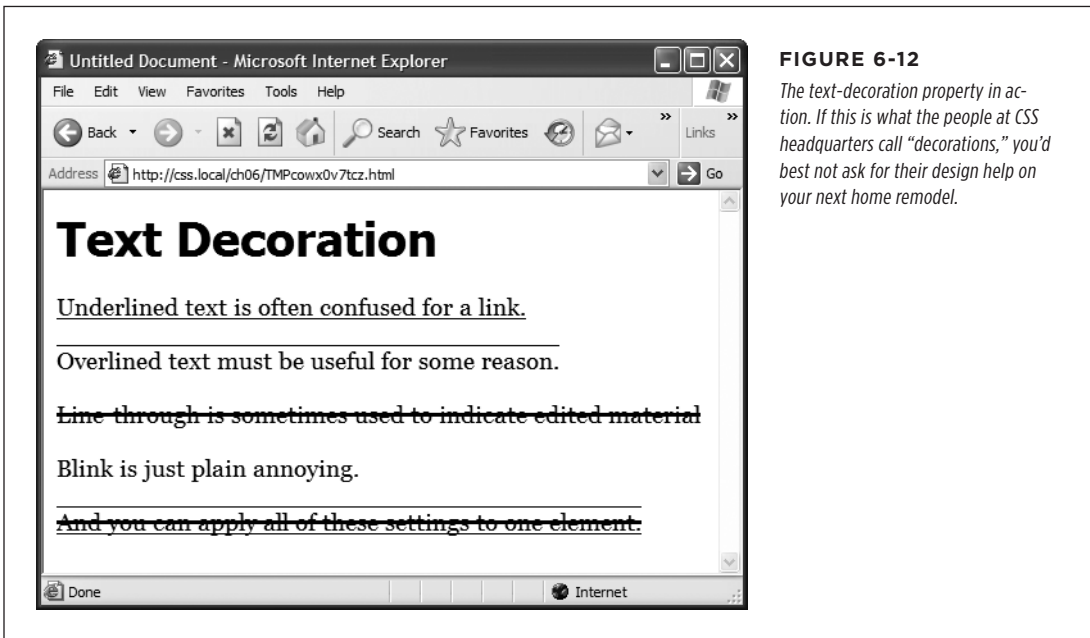 Untitled Document - Microsoft Internet Explorer
File Edit View Favorites Tools Help
Back Search Favorites » Links »
Address http://css.local/ch06/TMPcowx0v7tcz.html Go
Text Decoration
Underlined text is often confused for a link.
Overlined text must be useful for some reason.
Line-through is sometimes used to indicate edited material
Blink is just plain annoying.
And you can apply all of these settings to one element.
Done Internet
FIGURE 6-12
The text-decoration property in ac-
tion. If this is what the people at CSS
headquarters call “decorations,” you’d
best not ask for their design help on
your next home remodel.